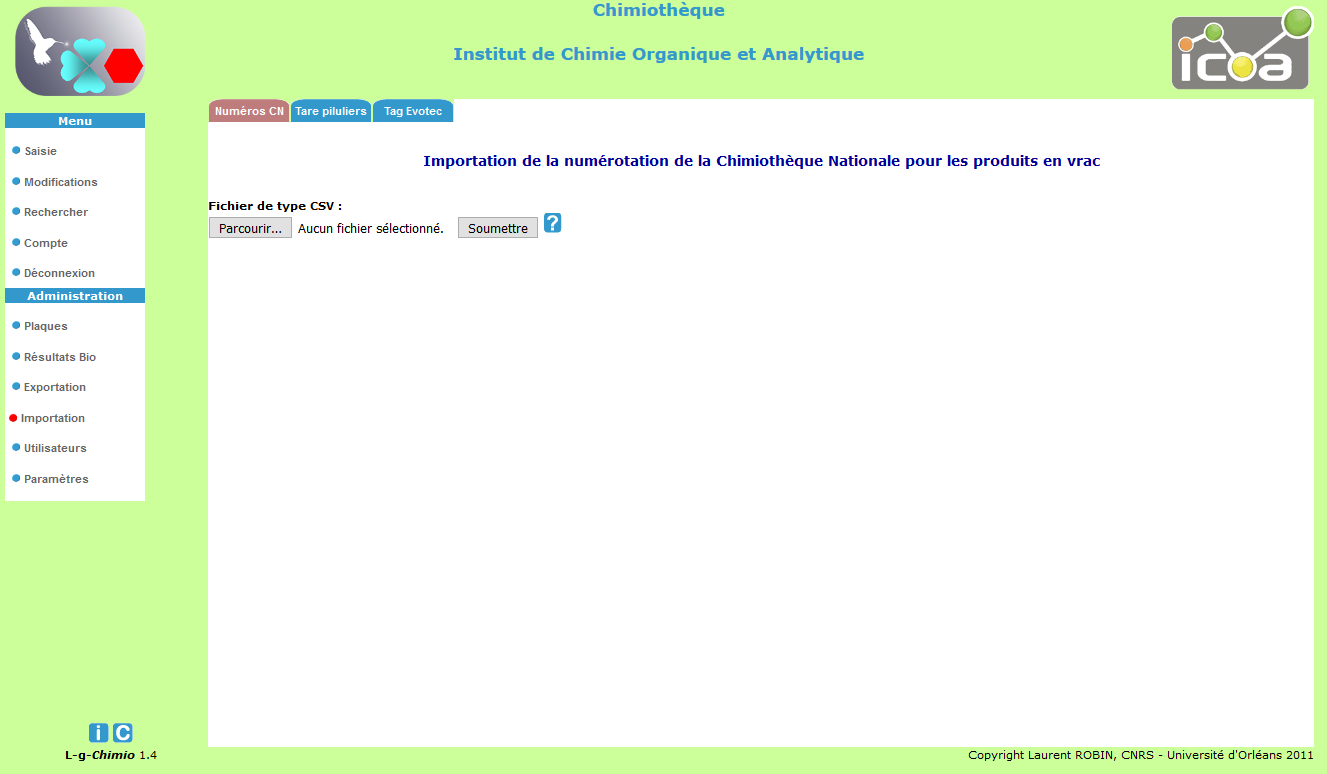 Chimiothèque
Institut de Chimie Organique et Analytique
icoa
Numéros CN Tare piluliers Tag Evotec
Menu
Saisie
Modifications
Rechercher
Compte
Déconnexion
Administration
Plaques
Résultats Bio
Exportation
Importation
Utilisateurs
Paramètres
Importation de la numérotation de la Chimiothèque Nationale pour les produits en vrac
Fichier de type CSV :
Parcourir... Aucun fichier sélectionné. Soumettre ?
i C
L-g-Chimio 1.4
Copyright Laurent ROBIN, CNRS - Université d'Orléans 2011